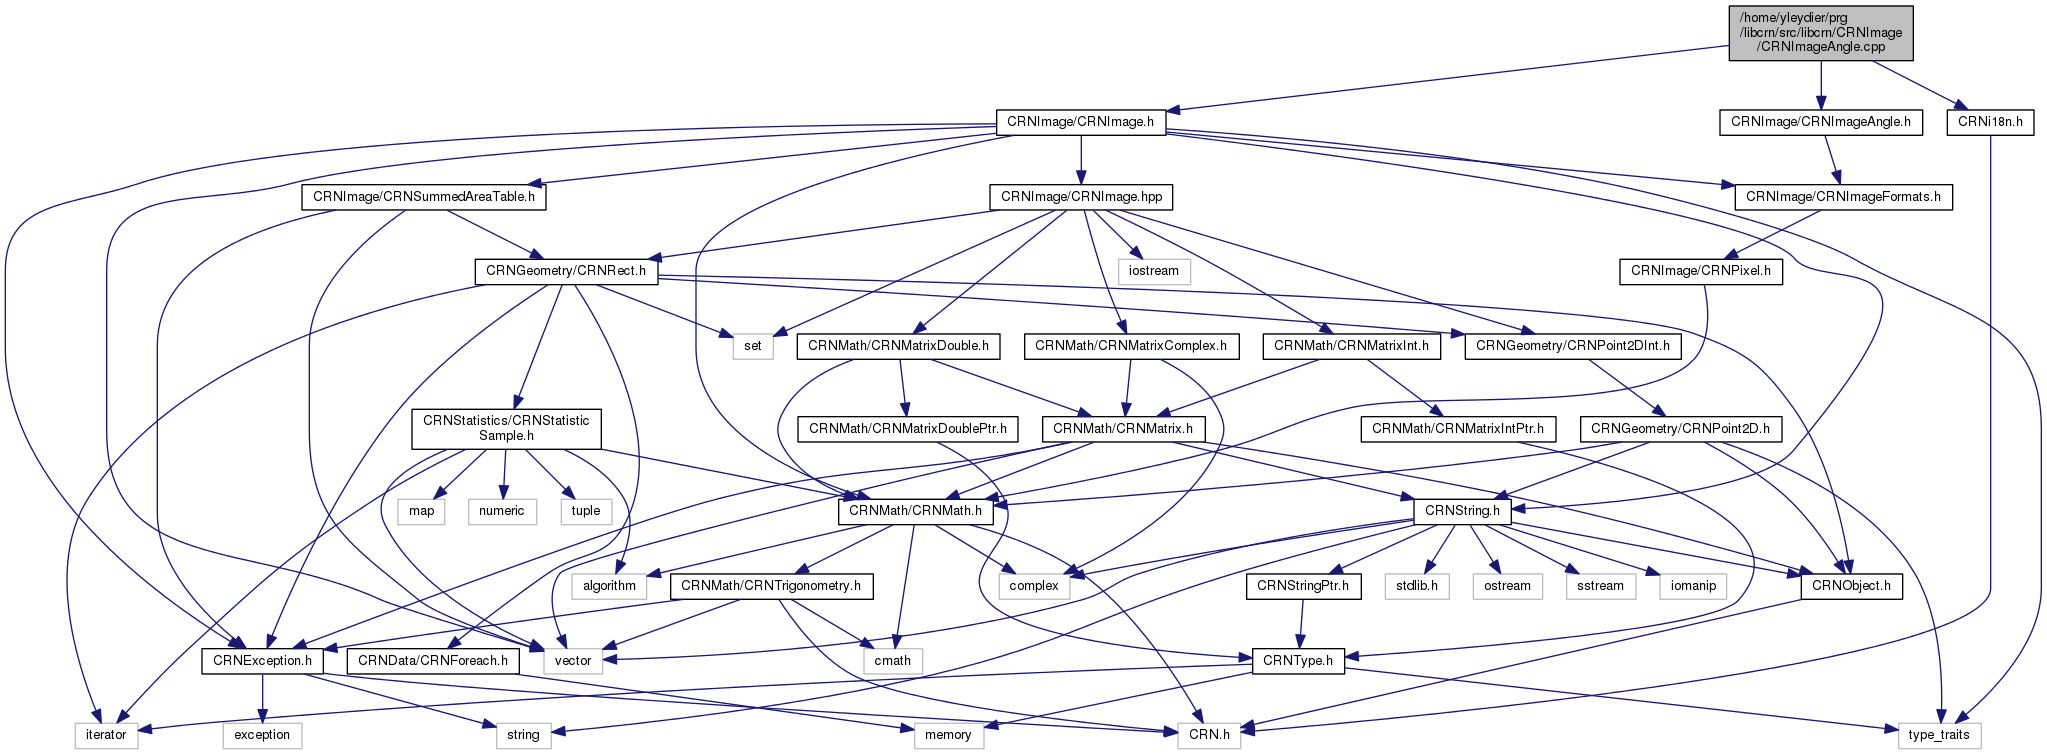 /home/yleydier/prg
/libcrn/src/libcrn/CRNImage
/CRNImageAngle.cpp
CRNImage/CRNImage.h
CRNImage/CRNImageAngle.h
CRNi18n.h
CRNImage/CRNSummedAreaTable.h
CRNImage/CRNImage.hpp
CRNImage/CRNImageFormats.h
CRNGeometry/CRNRect.h
iostream
CRNImage/CRNPixel.h
set
CRNMath/CRNMatrixDouble.h
CRNMath/CRNMatrixComplex.h
CRNMath/CRNMatrixInt.h
CRNGeometry/CRNPoint2DInt.h
CRNStatistics/CRNStatistic
Sample.h
CRNMath/CRNMatrixDoublePtr.h
CRNMath/CRNMatrix.h
CRNMath/CRNMatrixIntPtr.h
CRNGeometry/CRNPoint2D.h
map
numeric
tuple
CRNMath/CRNMath.h
CRNString.h
algorithm
CRNMath/CRNTrigonometry.h
complex
CRNStringPtr.h
stdlib.h
ostream
sstream
iomanip
CRNObject.h
CRNException.h
CRNData/CRNForeach.h
vector
cmath
CRNType.h
iterator
exception
string
memory
CRN.h
type_traits